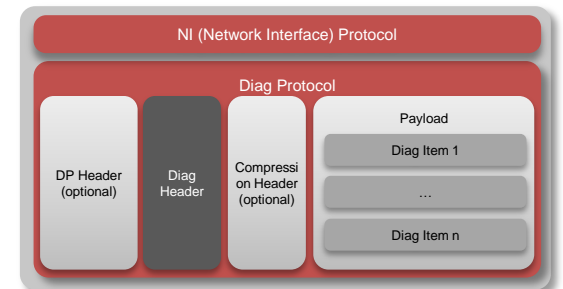 NI (Network Interface) Protocol
Diag Protocol
DP Header
(optional)
Diag
Header
Compressi
on Header
(optional)
Payload
Diag Item 1
…
Diag Item n